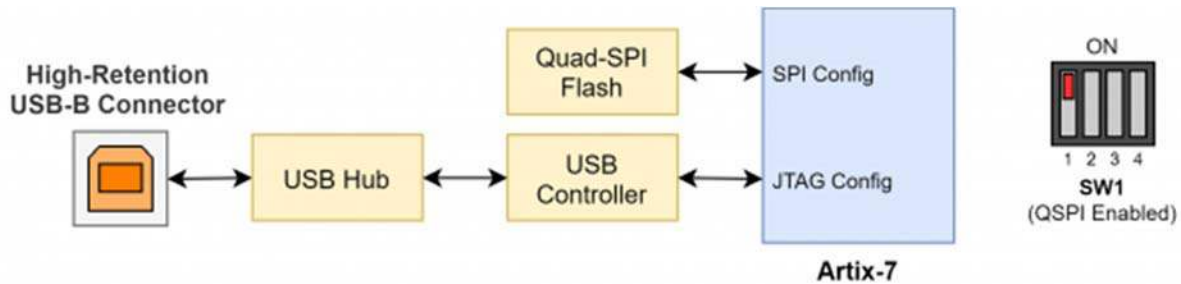 High-Retention
USB-B Connector
USB Hub
Quad-SPI
Flash
USB
Controller
SPI Config
JTAG Config
Artix-7
ON
1 2 3 4
SW1
(QSPI Enabled)